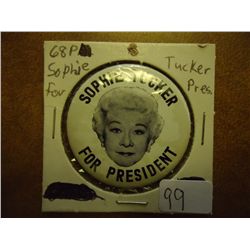 68P
Sophie Tucker
for Pres.
SOPHIE TUCKER
FOR PRESIDENT
99